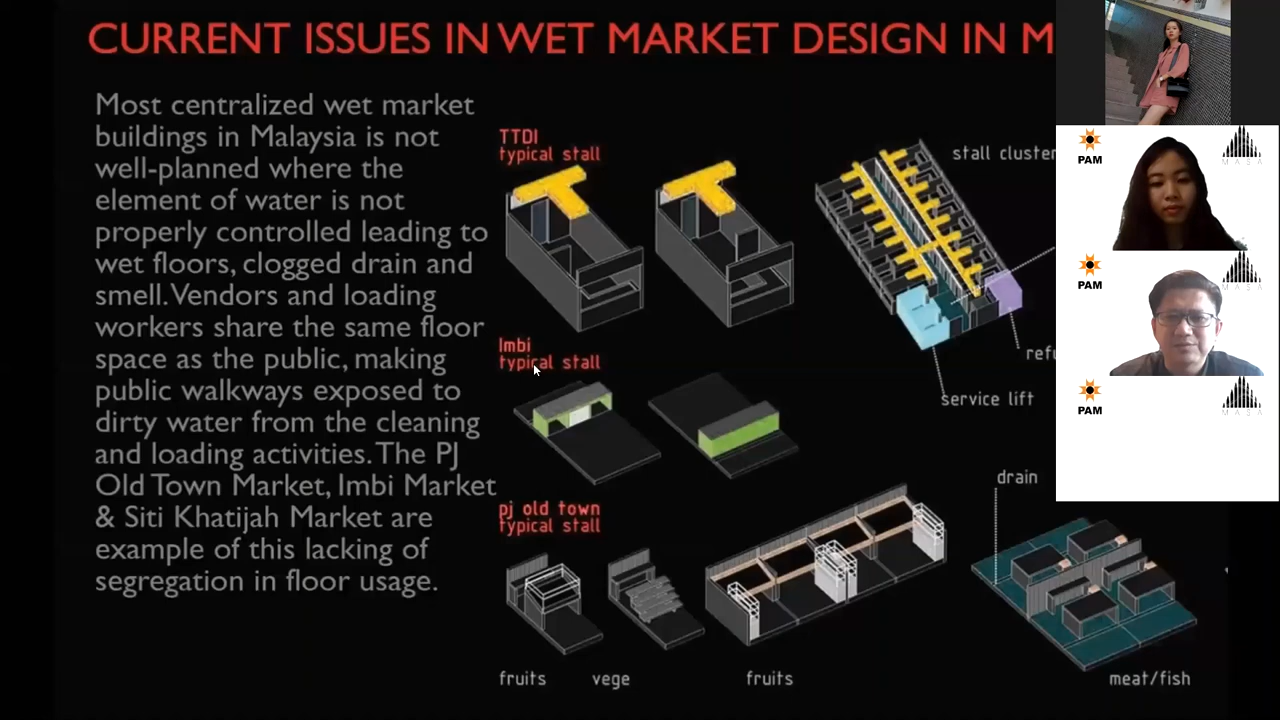 CURRENT ISSUES IN WET MARKET DESIGN IN M
Most centralized wet market
buildings in Malaysia is not
well-planned where the
element of water is not
properly controlled leading to
wet floors, clogged drain and
smell. Vendors and loading
workers share the same floor
space as the public, making
public walkways exposed to
dirty water from the cleaning
and loading activities. The PJ
Old Town Market, Imbi Market
& Siti Khatijah Market are
example of this lacking of
segregation in floor usage.
TTDI
typical stall
stall cluster
refu
service lift
Imbi
typical stall
pj old town
typical stall
drain
fruits
vege
fruits
meat/fish
PAM
MASA
PAM
MASA
PAM
MASA